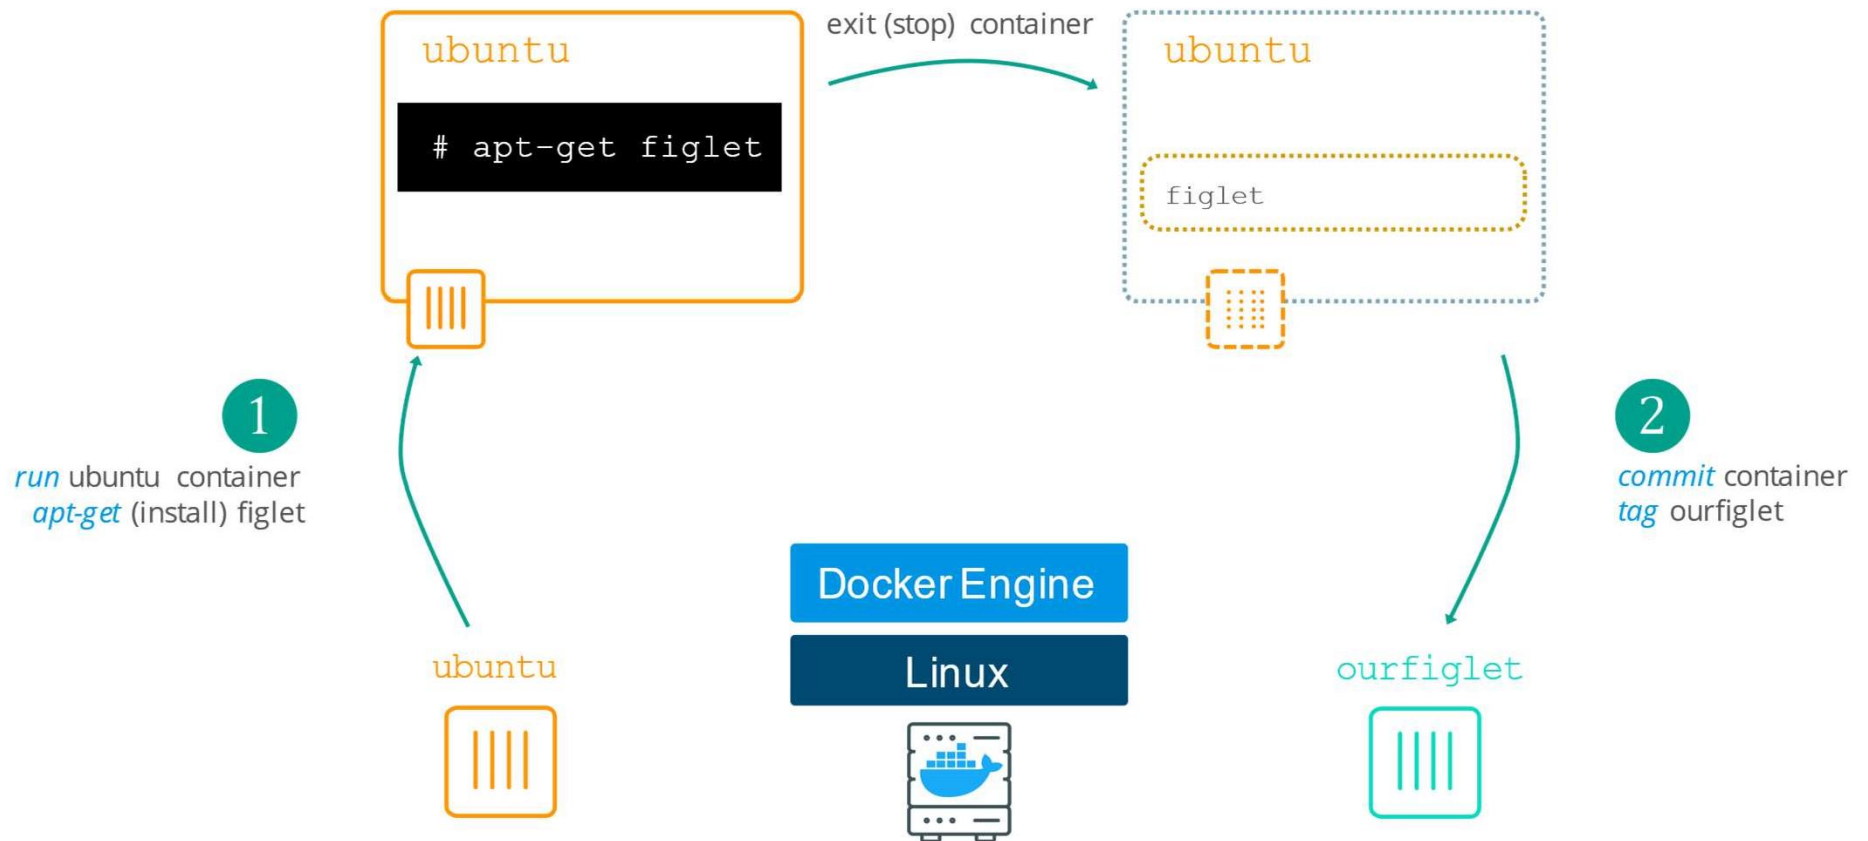 ubuntu
# apt-get figlet
exit (stop) container
ubuntu
figlet
1
run ubuntu container
apt-get (install) figlet
2
commit container
tag ourfiglet
Docker Engine
Linux
ubuntu
ourfiglet